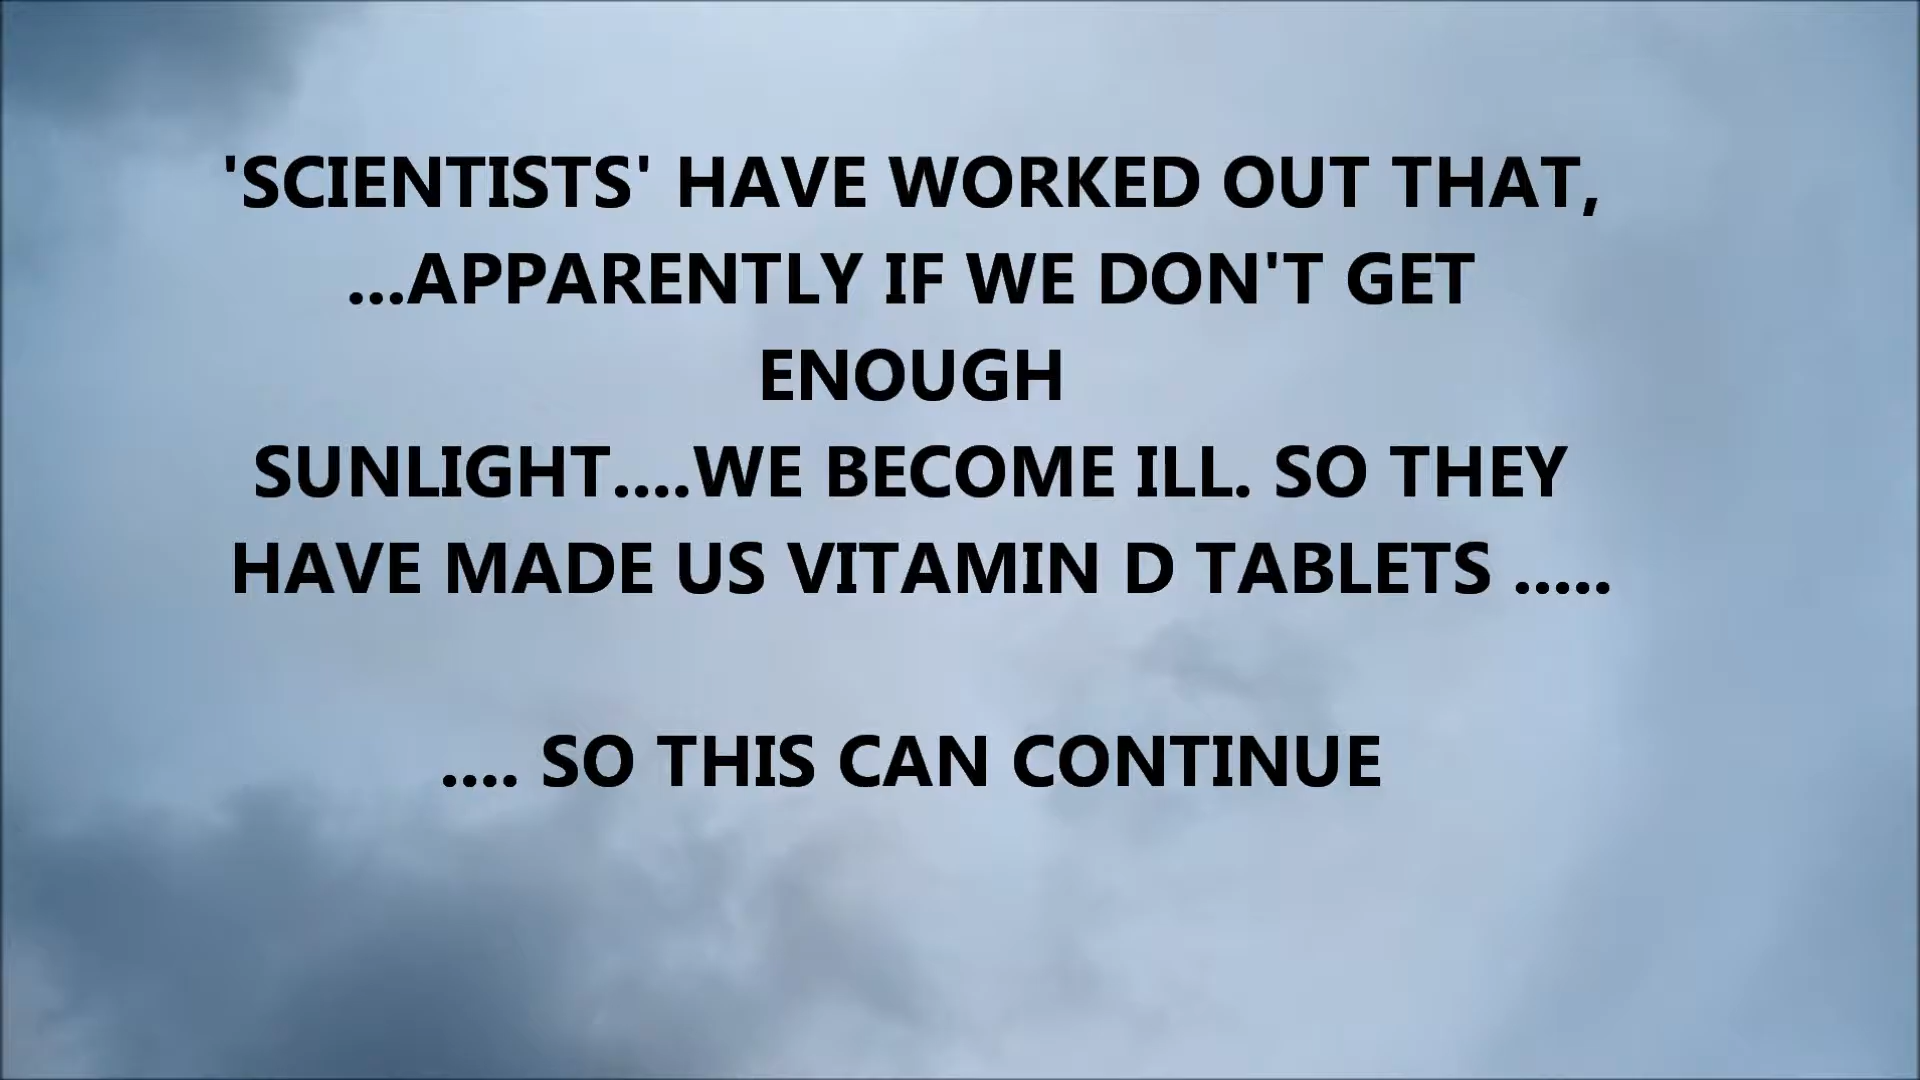 'SCIENTISTS' HAVE WORKED OUT THAT,
...APPARENTLY IF WE DON'T GET
ENOUGH
SUNLIGHT....WE BECOME ILL. SO THEY
HAVE MADE US VITAMIN D TABLETS .....
.... SO THIS CAN CONTINUE